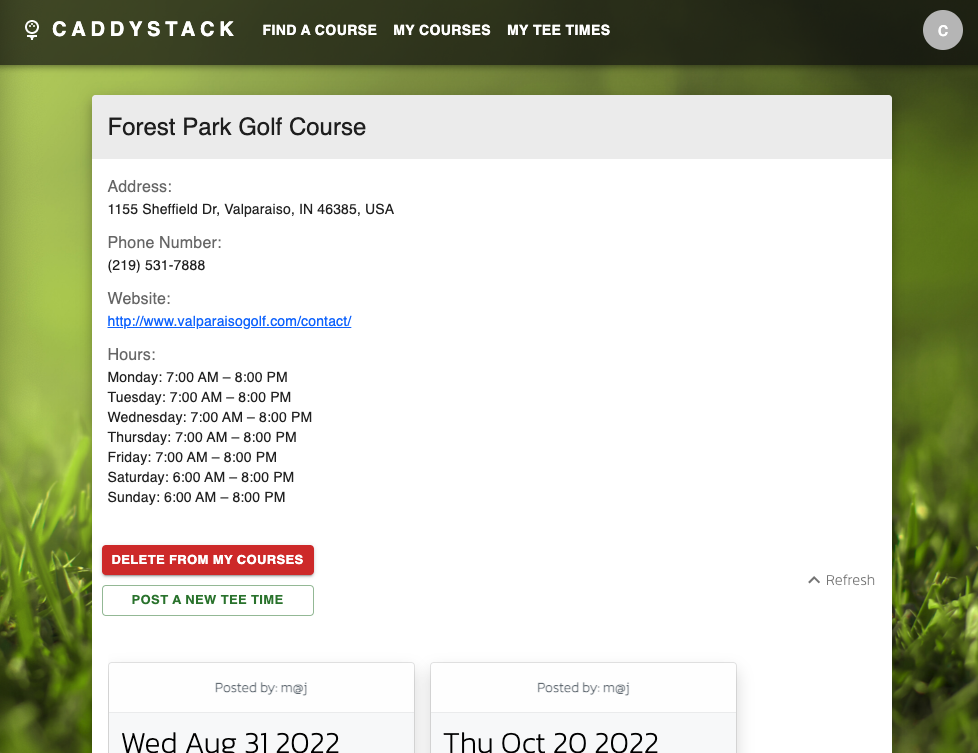 CADDYSTACK FIND A COURSE MY COURSES MY TEE TIMES C
Forest Park Golf Course
Address:
1155 Sheffield Dr, Valparaiso, IN 46385, USA
Phone Number:
(219) 531-7888
Website:
http://www.valparaisogolf.com/contact/
Hours:
Monday: 7:00 AM – 8:00 PM
Tuesday: 7:00 AM – 8:00 PM
Wednesday: 7:00 AM – 8:00 PM
Thursday: 7:00 AM – 8:00 PM
Friday: 7:00 AM – 8:00 PM
Saturday: 6:00 AM – 8:00 PM
Sunday: 6:00 AM – 8:00 PM
DELETE FROM MY COURSES
Refresh
POST A NEW TEE TIME
Posted by: m@j Posted by: m@j
Wed Aug 31 2022 Thu Oct 20 2022